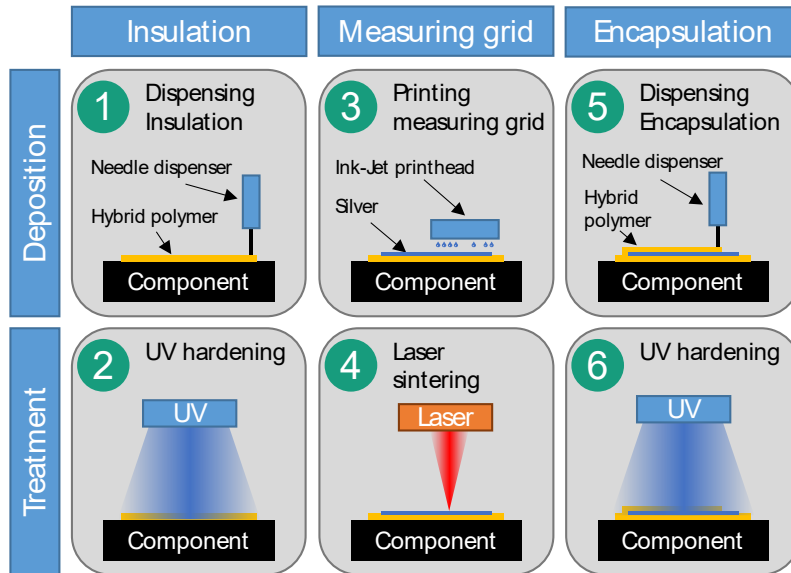 Insulation
Measuring grid
Encapsulation
Deposition
1
Dispensing
Insulation
Needle dispenser
Hybrid polymer
Component
3
Printing
measuring grid
Ink-Jet printhead
Silver
Component
5
Dispensing
Encapsulation
Needle dispenser
Hybrid
polymer
Component
Treatment
2
UV hardening
UV
Component
4
Laser
sintering
Laser
Component
6
UV hardening
UV
Component